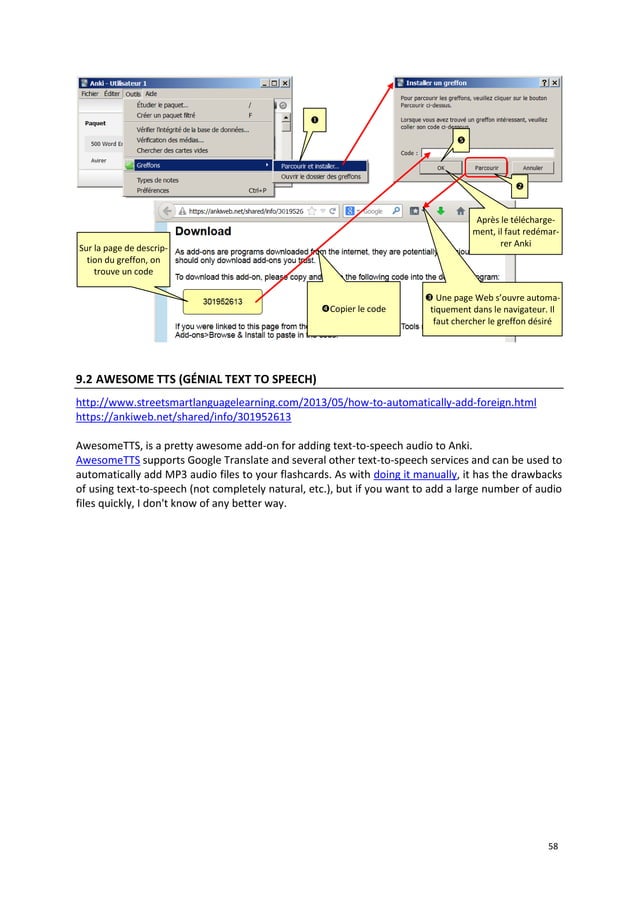 Anki - Utilisateur 1
Fichier Éditer Outils Aide
Étudier le paquet... /
Créer un paquet filtré F
Paquet
Vérifier l'intégrité de la base de données...
Vérification des médias...
Chercher des cartes vides
500 Word En
Avirer
Greffons
Types de notes
Préférences Ctrl+P
Parcourir et installer...
Ouvrir le dossier des greffons
❶
Installer un greffon
Pour parcourir les greffons, veuillez cliquer sur le bouton
Parcourir ci-dessus.
Lorsque vous avez trouvé un greffon intéressant, veuillez
coller son code ci-dessous
❺
Code :
OK Parcourir Annuler
❷
Après le télécharge-
ment, il faut redémar-
rer Anki
https://ankiweb.net/shared/info/3019526
Google
Download
As add-ons are programs downloaded from the internet, they are potentially
should only download add-ons you trust.
To download this add-on, please copy and the following code into the
301952613
If you were linked to this page from the Tools
Add-ons>Browse & Install to paste in the code.
Sur la page de descrip-
tion du greffon, on
trouve un code
❹Copier le code
❸ Une page Web s'ouvre automa-
tiquement dans le navigateur. Il
faut chercher le greffon désiré
9.2 AWESOME TTS (GÉNIAL TEXT TO SPEECH)
http://www.streetsmartlanguagelearning.com/2013/05/how-to-automatically-add-foreign.html
https://ankiweb.net/shared/info/301952613
AwesomeTTS, is a pretty awesome add-on for adding text-to-speech audio to Anki.
AwesomeTTS supports Google Translate and several other text-to-speech services and can be used to
automatically add MP3 audio files to your flashcards. As with doing it manually, it has the drawbacks
of using text-to-speech (not completely natural, etc.), but if you want to add a large number of audio
files quickly, I don't know of any better way.
58